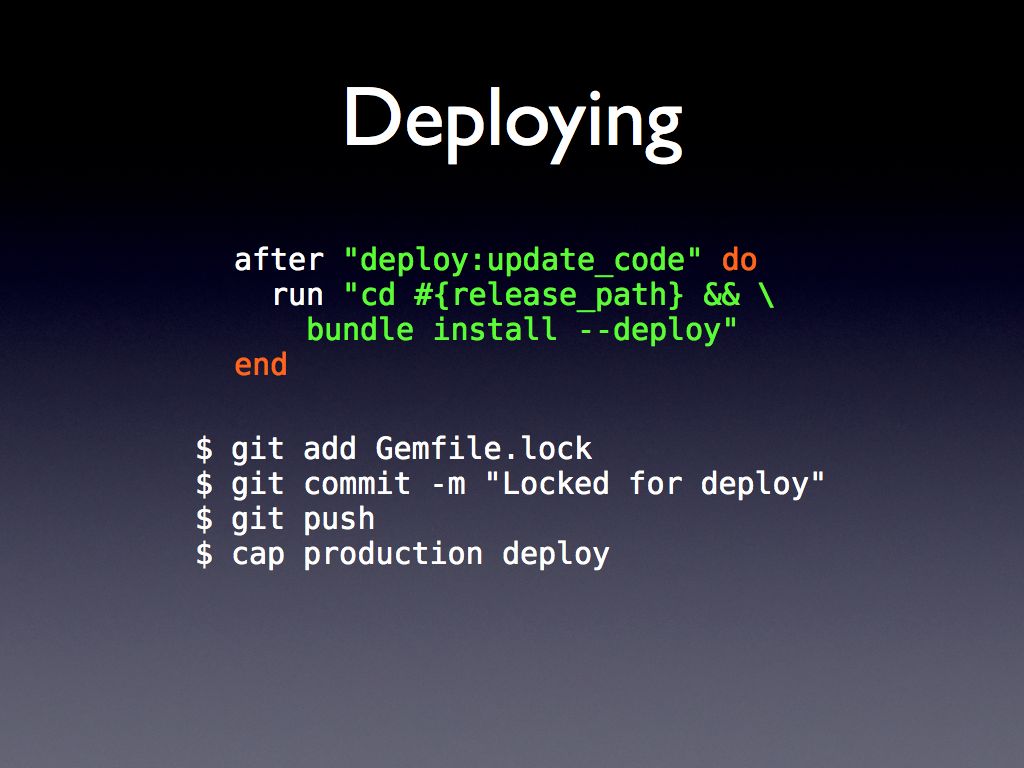 Deploying
after "deploy:update_code" do
run "cd #{release_path} && \
bundle install --deploy"
end
$ git add Gemfile.lock
$ git commit -m "Locked for deploy"
$ git push
$ cap production deploy